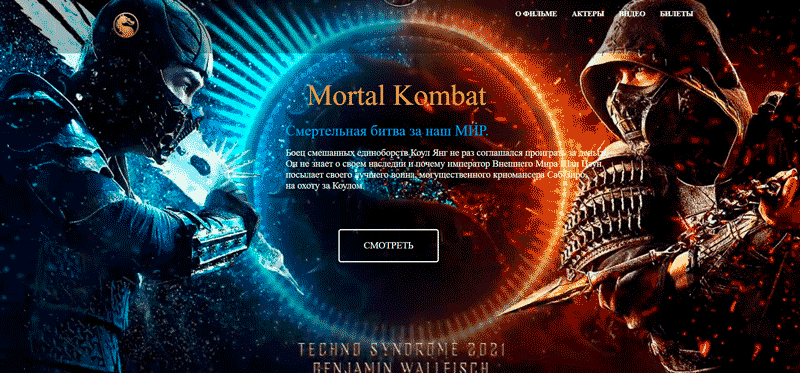 О ФИЛЬМЕ АКТЕРЫ ВИДЕО БИЛЕТЫ
Mortal Kombat
Смертельная битва за наш МИР.
Боец смешанных единоборств Коул Янг не раз соглашался проиграть за деньги.
Он не знает о своем наследии и почему император Внешнего Мира Шан Цзун
посылает своего лучшего воина, могущественного криомансера Саб-Зиро,
на охоту за Коулом.
СМОТРЕТЬ
TECHNO SYNDROME 2021
BENJAMIN WALLFISCH